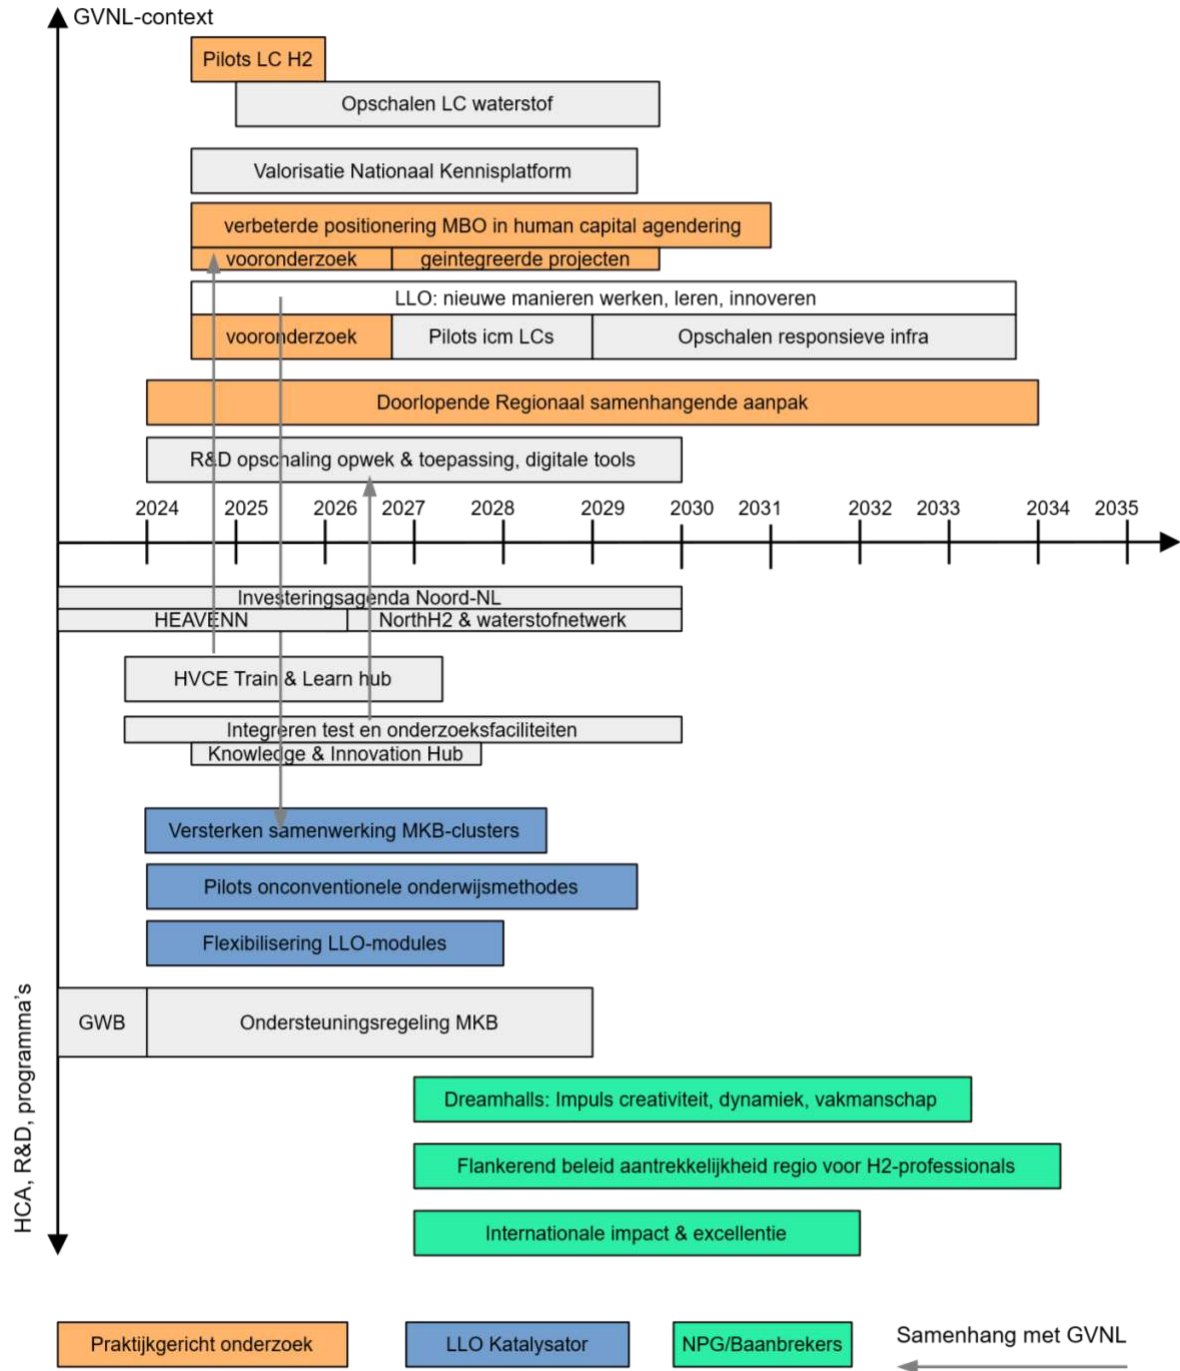 GVNL-context
Pilots LC H2
Opschalen LC waterstof
Valorisatie Nationaal Kennisplatform
verbeterde positionering MBO in human capital agendering
vooronderzoek
geintegreerde projecten
LLO: nieuwe manieren werken, leren, innoveren
vooronderzoek
Pilots icm LCs
Opschalen responsieve infra
Doorlopende Regionaal samenhangende aanpak
R&D opschaling opwek & toepassing, digitale tools
2024 2025 2026 2027 2028 2029 2030 2031 2032 2033 2034 2035
Investeringsagenda Noord-NL
HEAVENN
NorthH2 & waterstofnetwerk
HVCE Train & Learn hub
Integreren test en onderzoeksfaciliteiten
Knowledge & Innovation Hub
Versterken samenwerking MKB-clusters
Pilots onconventionele onderwijsmethodes
Flexibilisering LLO-modules
GWB
Ondersteuningsregeling MKB
Dreamhalls: Impuls creativiteit, dynamiek, vakmanschap
Flankerend beleid aantrekkelijkheid regio voor H2-professionals
Internationale impact & excellentie
HCA, R&D, programma's
Praktijkgericht onderzoek
LLO Katalysator
NPG/Baanbrekers
Samenhang met GVNL